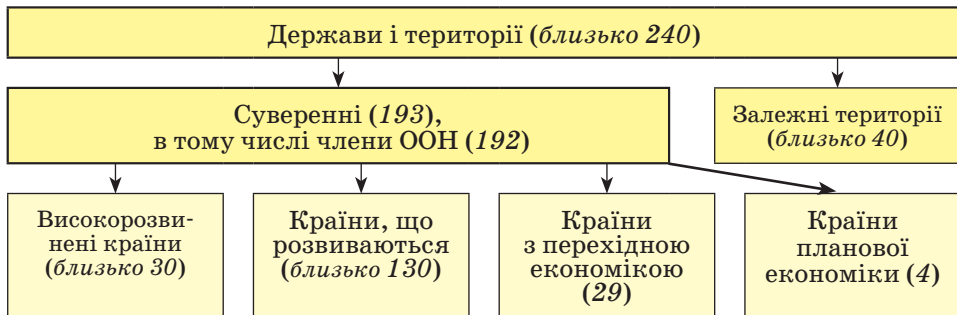 Держави і території (близько 240)
Суверенні (193),
в тому числі члени ООН (192)
Залежні території
(близько 40)
Високорозви-
нені країни
(близько 30)
Країни, що
розвиваються
(близько 130)
Країни
з перехідною
економікою
(29)
Країни
планової
економіки (4)